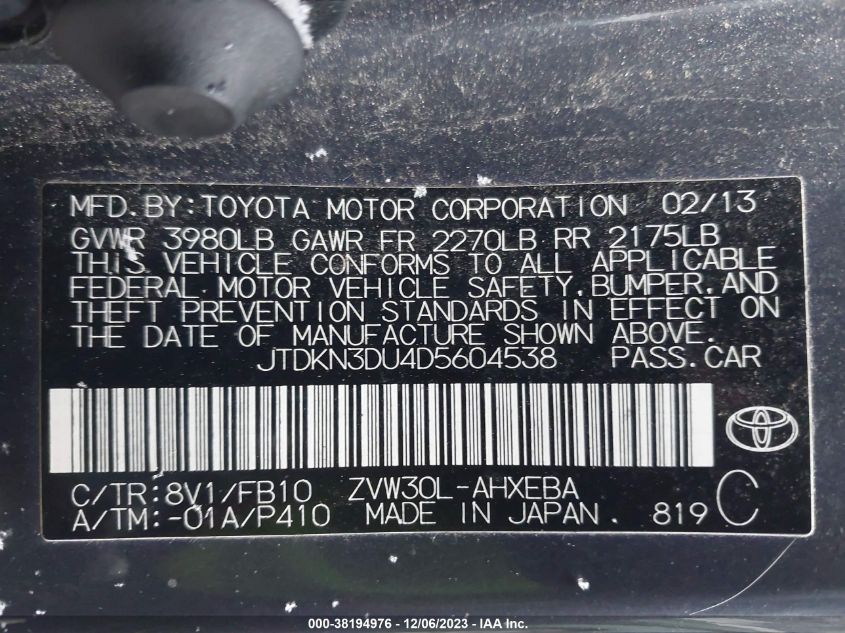 MFD. BY: TOYOTA MOTOR CORPORATION 02/13
GVWR 3980LB GAWR FR 2270LB RR 2175LB
THIS VEHICLE CONFORMS TO ALL APPLICABLE
FEDERAL MOTOR VEHICLE SAFETY, BUMPER, AND
THEFT PREVENTION STANDARDS IN EFFECT ON
THE DATE OF MANUFACTURE SHOWN ABOVE.
JTDKN3DU4D5604538 PASS. CAR
C/TR: 8V1/FB10 ZVW30L-AHXEBA
A/TM: -01A/P410 MADE IN JAPAN. 819 C
000-38194976 - 12/06/2023 - IAA Inc.